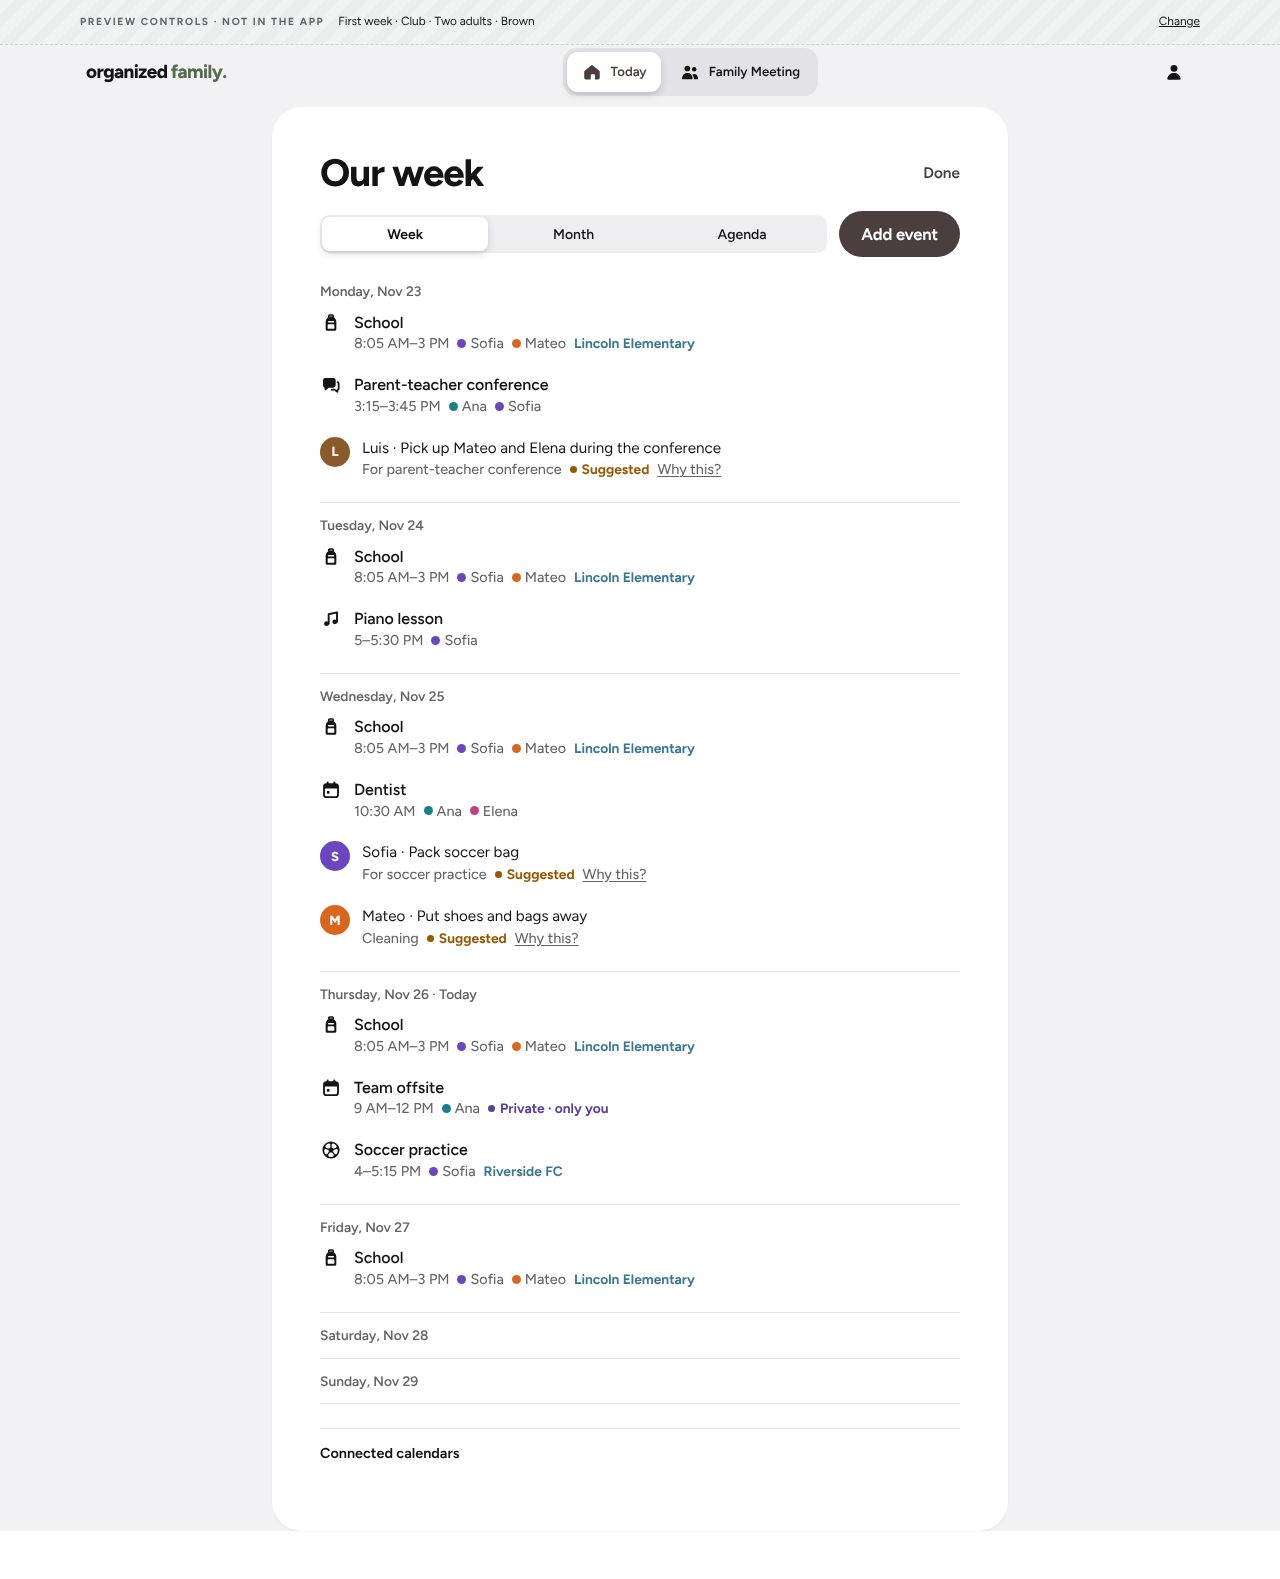 PREVIEW CONTROLS · NOT IN THE APP First week · Club · Two adults · Brown Change
organized family. Today Family Meeting
Our week Done
Week Month Agenda Add event
Monday, Nov 23
School
8:05 AM–3 PM Sofia Mateo Lincoln Elementary
Parent-teacher conference
3:15–3:45 PM Ana Sofia
L Luis · Pick up Mateo and Elena during the conference
For parent-teacher conference Suggested Why this?
Tuesday, Nov 24
School
8:05 AM–3 PM Sofia Mateo Lincoln Elementary
Piano lesson
5–5:30 PM Sofia
Wednesday, Nov 25
School
8:05 AM–3 PM Sofia Mateo Lincoln Elementary
Dentist
10:30 AM Ana Elena
S Sofia · Pack soccer bag
For soccer practice Suggested Why this?
M Mateo · Put shoes and bags away
Cleaning Suggested Why this?
Thursday, Nov 26 · Today
School
8:05 AM–3 PM Sofia Mateo Lincoln Elementary
Team offsite
9 AM–12 PM Ana Private · only you
Soccer practice
4–5:15 PM Sofia Riverside FC
Friday, Nov 27
School
8:05 AM–3 PM Sofia Mateo Lincoln Elementary
Saturday, Nov 28
Sunday, Nov 29
Connected calendars